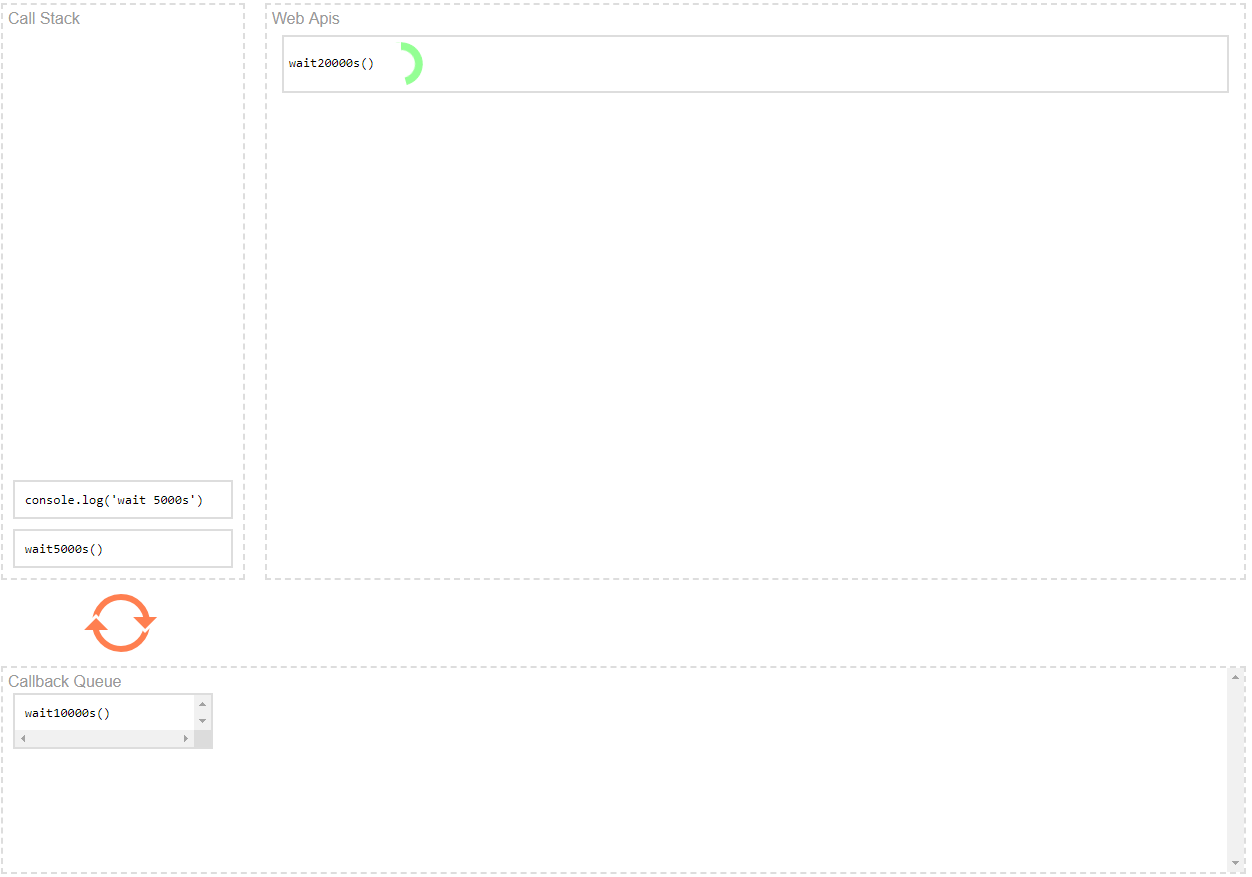 Call Stack
Web Apis
wait20000s()
console.log('wait 5000s')
wait5000s()
Callback Queue
wait10000s()